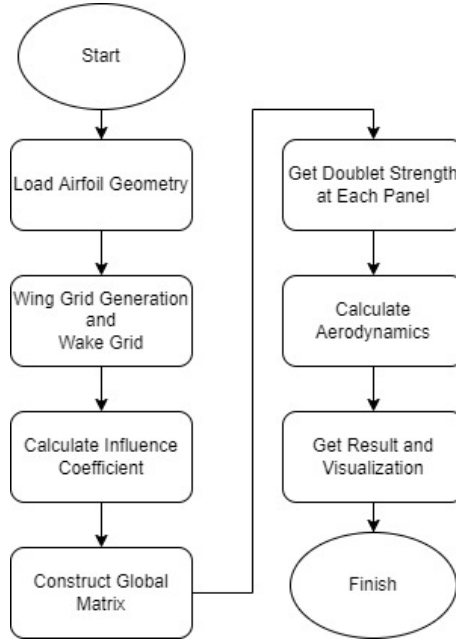 Start
Load Airfoil Geometry
Wing Grid Generation
and
Wake Grid
Calculate Influence
Coefficient
Construct Global
Matrix
Get Doublet Strength
at Each Panel
Calculate
Aerodynamics
Get Result and
Visualization
Finish